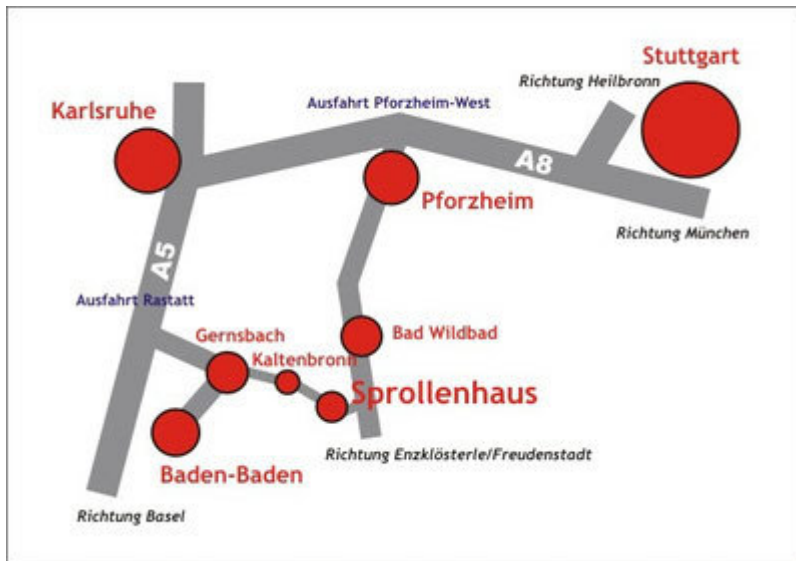 Stuttgart
Richtung Heilbronn
Karlsruhe
Ausfahrt Pforzheim-West
A8
Pforzheim
Richtung München
A5
Ausfahrt Rastatt
Gernsbach
Bad Wildbad
Kaltenbronn
Sprollenhaus
Richtung Enzklösterle/Freudenstadt
Baden-Baden
Richtung Basel